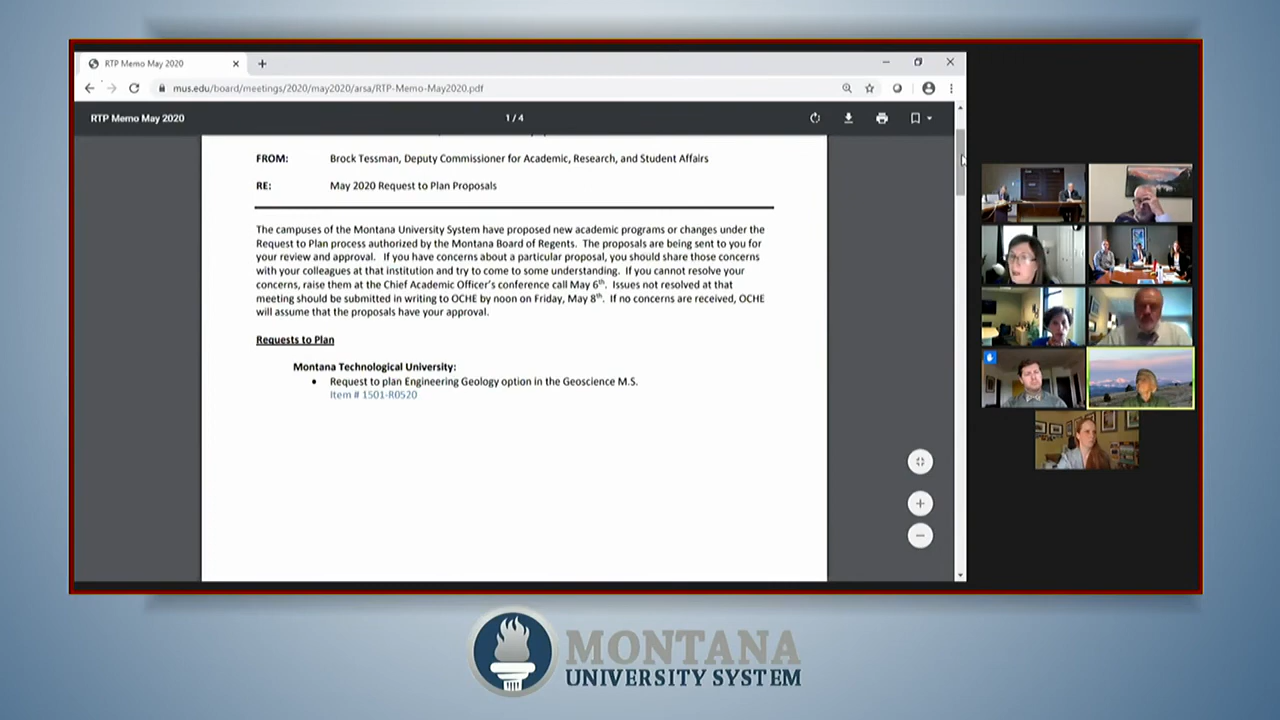 RTP Memo May 2020
mus.edu/board/meetings/2020/may2020/arsa/RTP-Memo-May2020.pdf
RTP Memo May 2020
1 / 4
FROM: Brock Tessman, Deputy Commissioner for Academic, Research, and Student Affairs
RE: May 2020 Request to Plan Proposals
The campuses of the Montana University System have proposed new academic programs or changes under the
Request to Plan process authorized by the Montana Board of Regents. The proposals are being sent to you for
your review and approval. If you have concerns about a particular proposal, you should share those concerns
with your colleagues at that institution and try to come to some understanding. If you cannot resolve your
concerns, raise them at the Chief Academic Officer's conference call May 6th. Issues not resolved at that
meeting should be submitted in writing to OCHE by noon on Friday, May 8th. If no concerns are received, OCHE
will assume that the proposals have your approval.
Requests to Plan
Montana Technological University:
• Request to plan Engineering Geology option in the Geoscience M.S.
Item # 1501-R0520
MONTANA
UNIVERSITY SYSTEM